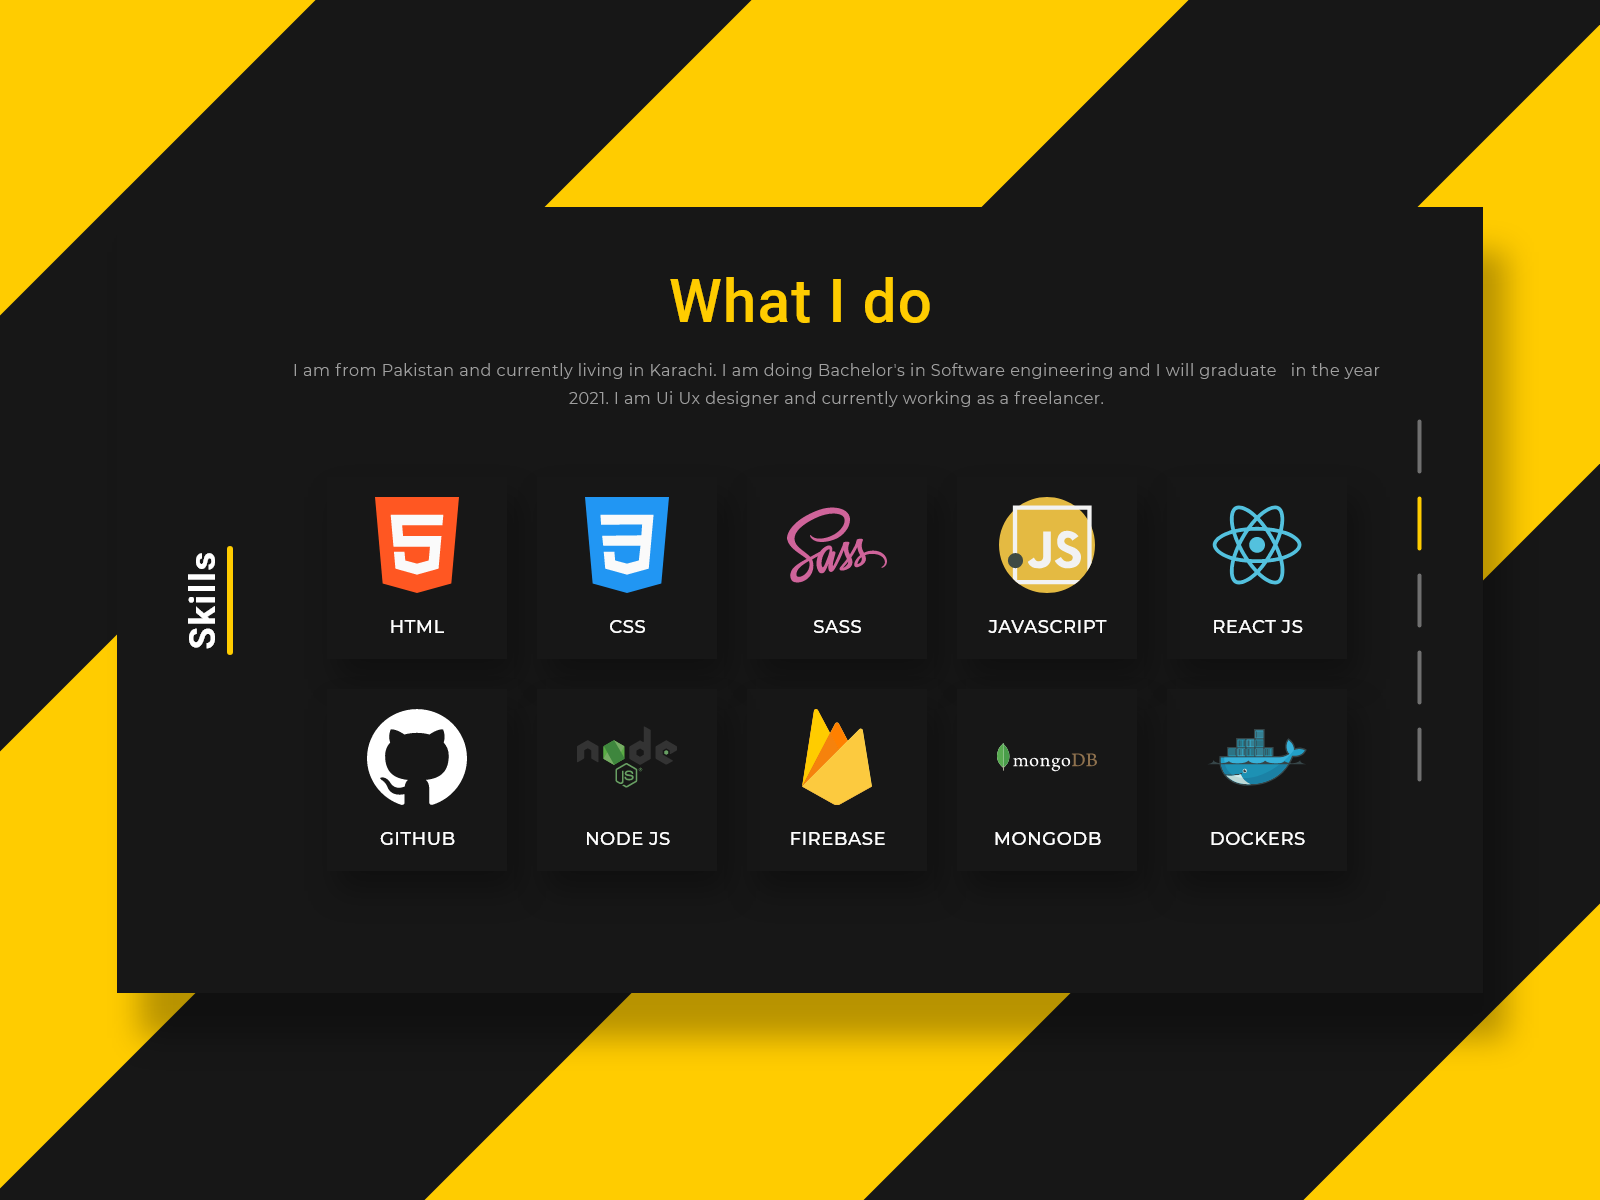 What I do
I am from Pakistan and currently living in Karachi. I am doing Bachelor's in Software engineering and I will graduate   in the year
2021. I am Ui Ux designer and currently working as a freelancer.
Skills
5
3
Sass
JS
HTML
CSS
SASS
JAVASCRIPT
REACT JS
node
JS
mongoDB
GITHUB
NODE JS
FIREBASE
MONGODB
DOCKERS